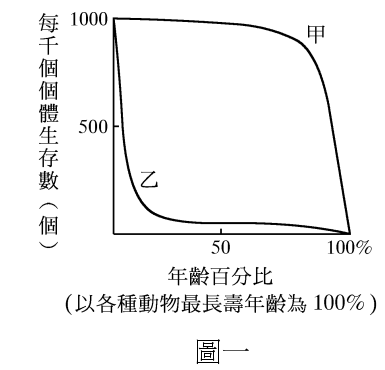 每千個個體生存數（個）
1000
甲
500
乙
50
100%
年齡百分比
(以各種動物最長壽年齡為 100%)
圖一